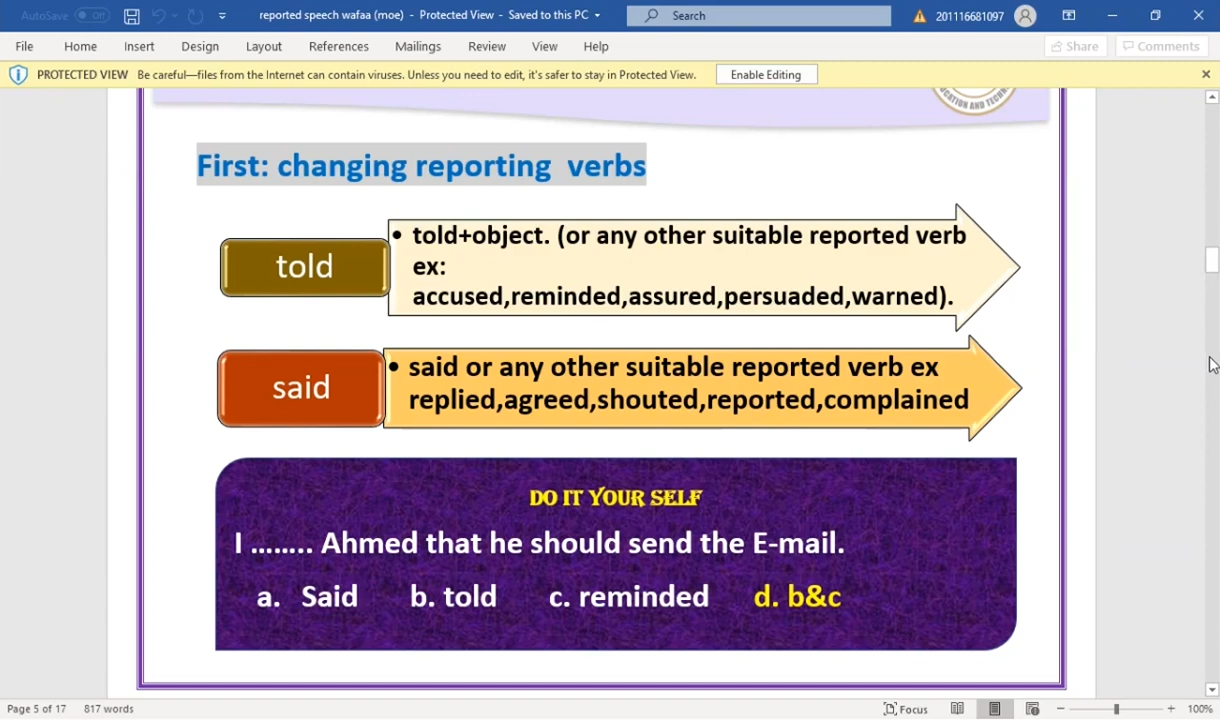 AutoSave Off reported speech wafaa (moe) - Protected View - Saved to this PC Search 201116681097
File Home Insert Design Layout References Mailings Review View Help Share Comments
PROTECTED VIEW Be careful—files from the Internet can contain viruses. Unless you need to edit, it's safer to stay in Protected View. Enable Editing
UCATION AND TECHN
First: changing reporting verbs
told
• told+object. (or any other suitable reported verb
ex:
accused,reminded,assured,persuaded,warned).
said
• said or any other suitable reported verb ex
replied,agreed,shouted,reported,complained
DO IT YOUR SELF
I …….. Ahmed that he should send the E-mail.
a. Said b. told c. reminded d. b&c
Page 5 of 17 817 words Focus 100%